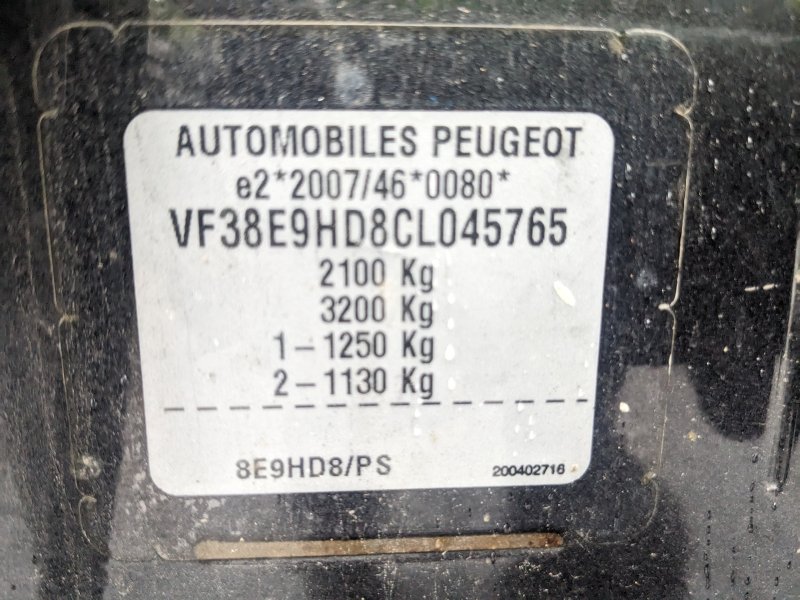 AUTOMOBILES PEUGEOT
e2*2007/46*0080*
VF38E9HD8CL045765
2100 Kg
3200 Kg
1-1250 Kg
2-1130 Kg
8E9HD8/PS 200402716